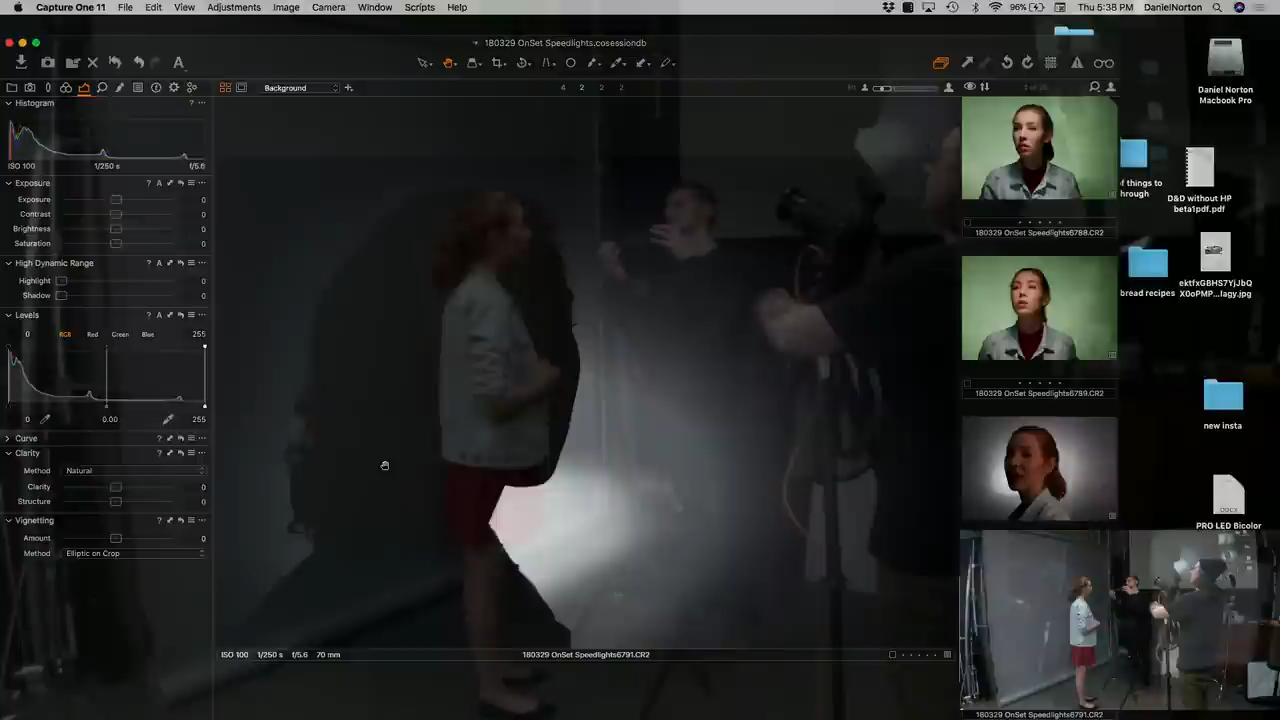 Capture One 11 File Edit View Adjustments Image Camera Window Scripts Help 96% Thu 5:38 PM DanielNorton
180329 OnSet Speedlights.cosessiondb
Background
4 2 2 2
Histogram
ISO 100 1/250 s f/5.6
Exposure
Exposure 0
Contrast 0
Brightness 0
Saturation 0
High Dynamic Range
Highlight 0
Shadow 0
Levels
0 RGB Red Green Blue 255
0 0.00 255
Curve
Clarity
Method Natural
Clarity 0
Structure 0
Vignetting
Amount 0
Method Elliptic on Crop
ISO 100 1/250 s f/5.6 70 mm 180329 OnSet Speedlights6791.CR2
180329 OnSet Speedlights6788.CR2
180329 OnSet Speedlights6789.CR2
180329 OnSet Speedlights6791.CR2
Daniel Norton
Macbook Pro
of things to
hrough
D&D without HP
beta1pdf.pdf
bread recipes
ektfxGBHS7YjJbQ
X0oPMP...lagy.jpg
new insta
DOCX
PRO LED Bicolor